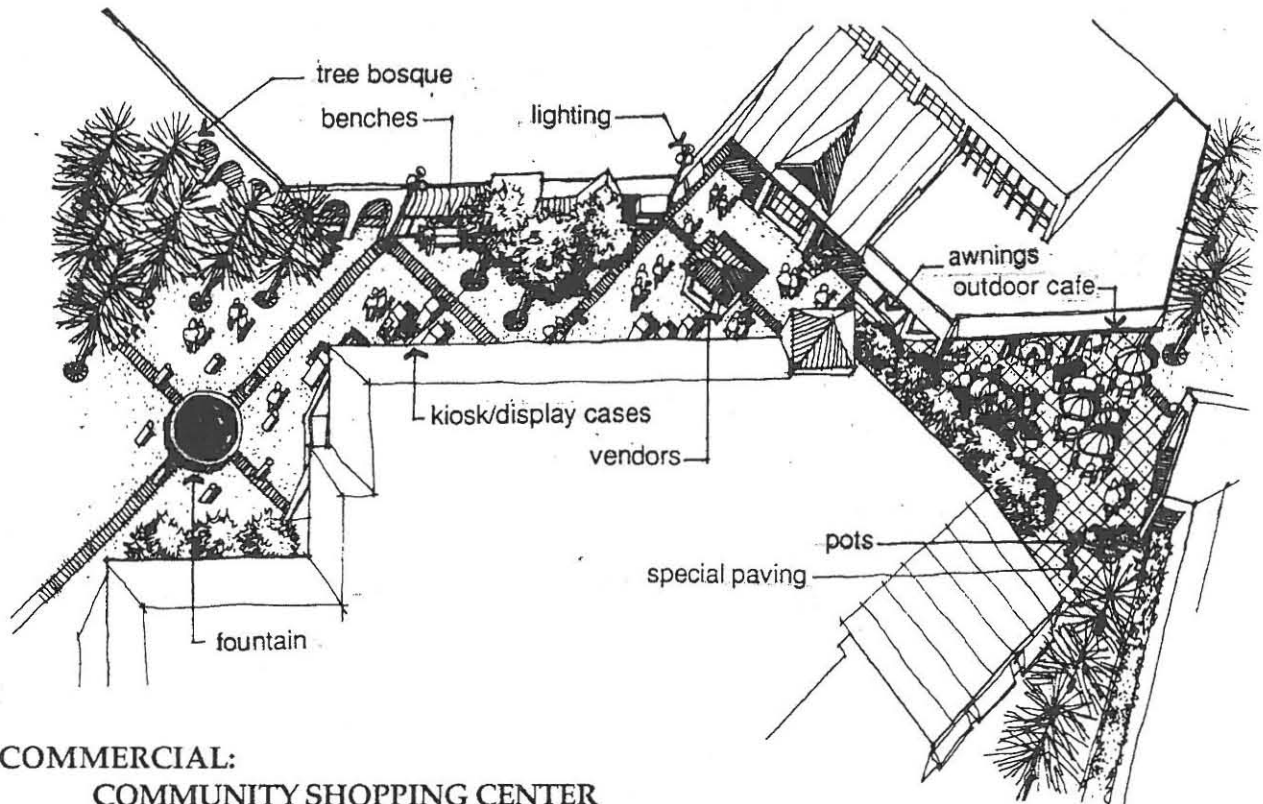 tree bosque
benches
lighting
awnings
outdoor cafe
kiosk/display cases
vendors
pots
special paving
fountain
COMMERCIAL:
COMMUNITY SHOPPING CENTER